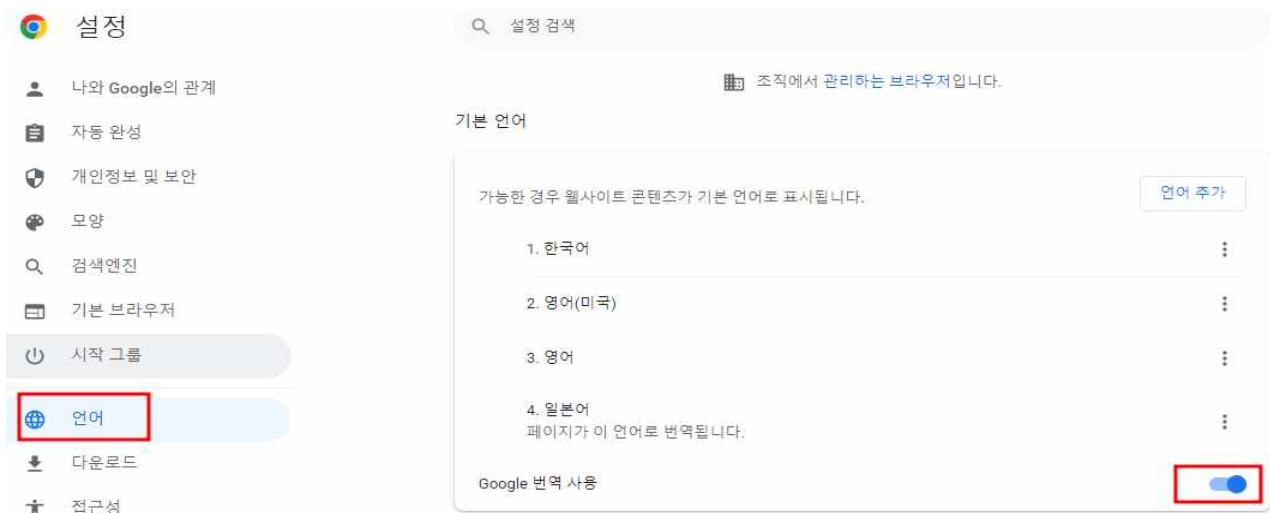 설정
설정 검색
나와 Google의 관계
자동 완성
개인정보 및 보안
모양
검색엔진
기본 브라우저
시작 그룹
언어
다운로드
접근성
조직에서 관리하는 브라우저입니다.
기본 언어
가능한 경우 웹사이트 콘텐츠가 기본 언어로 표시됩니다.
언어 추가
1. 한국어
2. 영어(미국)
3. 영어
4. 일본어
페이지가 이 언어로 번역됩니다.
Google 번역 사용